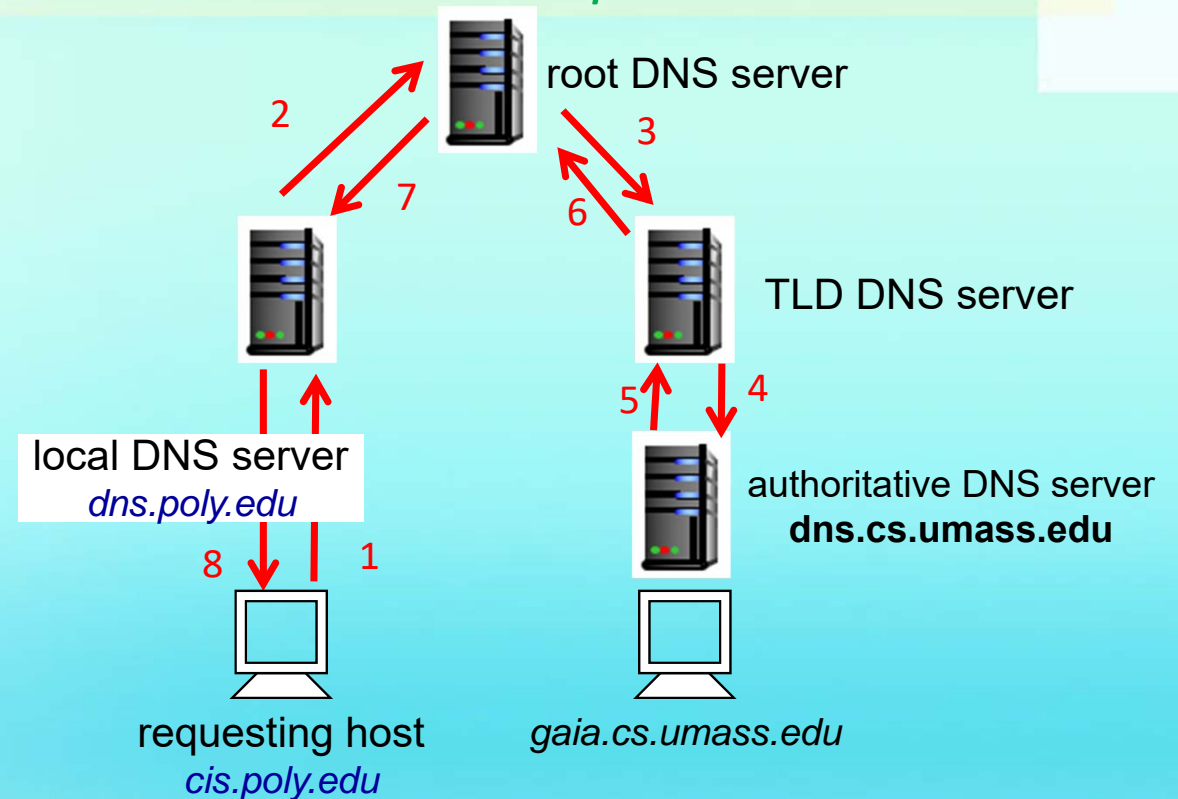 root DNS server
2
3
7
6
TLD DNS server
5
4
local DNS server
dns.poly.edu
authoritative DNS server
dns.cs.umass.edu
8
1
requesting host
cis.poly.edu
gaia.cs.umass.edu